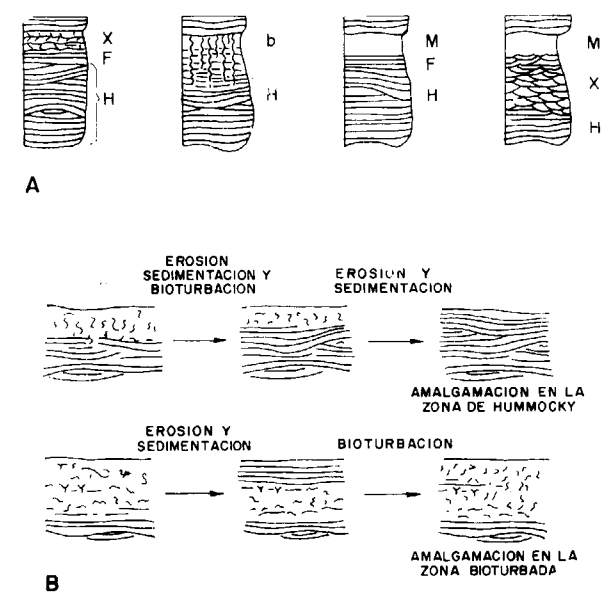 X
F
H
b
H
M
F
H
M
X
H
A
EROSION
SEDIMENTACION Y
BIOTURBACION
EROSION Y
SEDIMENTACION
AMALGAMACION EN LA
ZONA DE HUMMOCKY
EROSION Y
SEDIMENTACION
BIOTURBACION
AMALGAMACION EN LA
ZONA BIOTURBADA
B